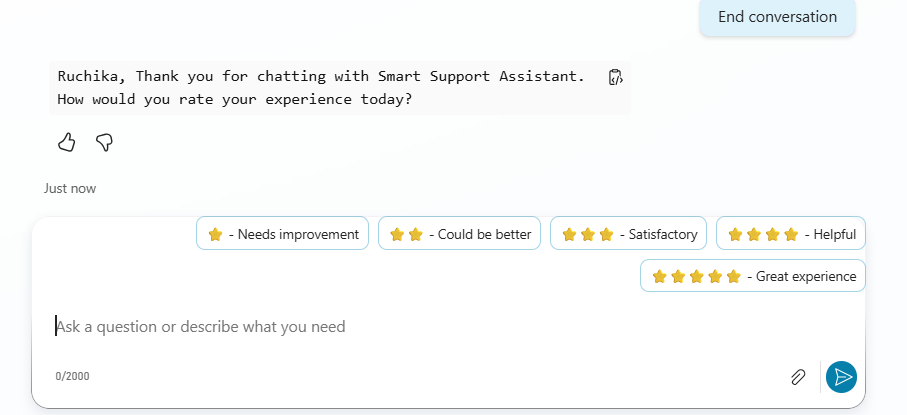 End conversation
Ruchika, Thank you for chatting with Smart Support Assistant.
How would you rate your experience today?
Just now
⭐ - Needs improvement
⭐⭐ - Could be better
⭐⭐⭐ - Satisfactory
⭐⭐⭐⭐ - Helpful
⭐⭐⭐⭐⭐ - Great experience
Ask a question or describe what you need
0/2000